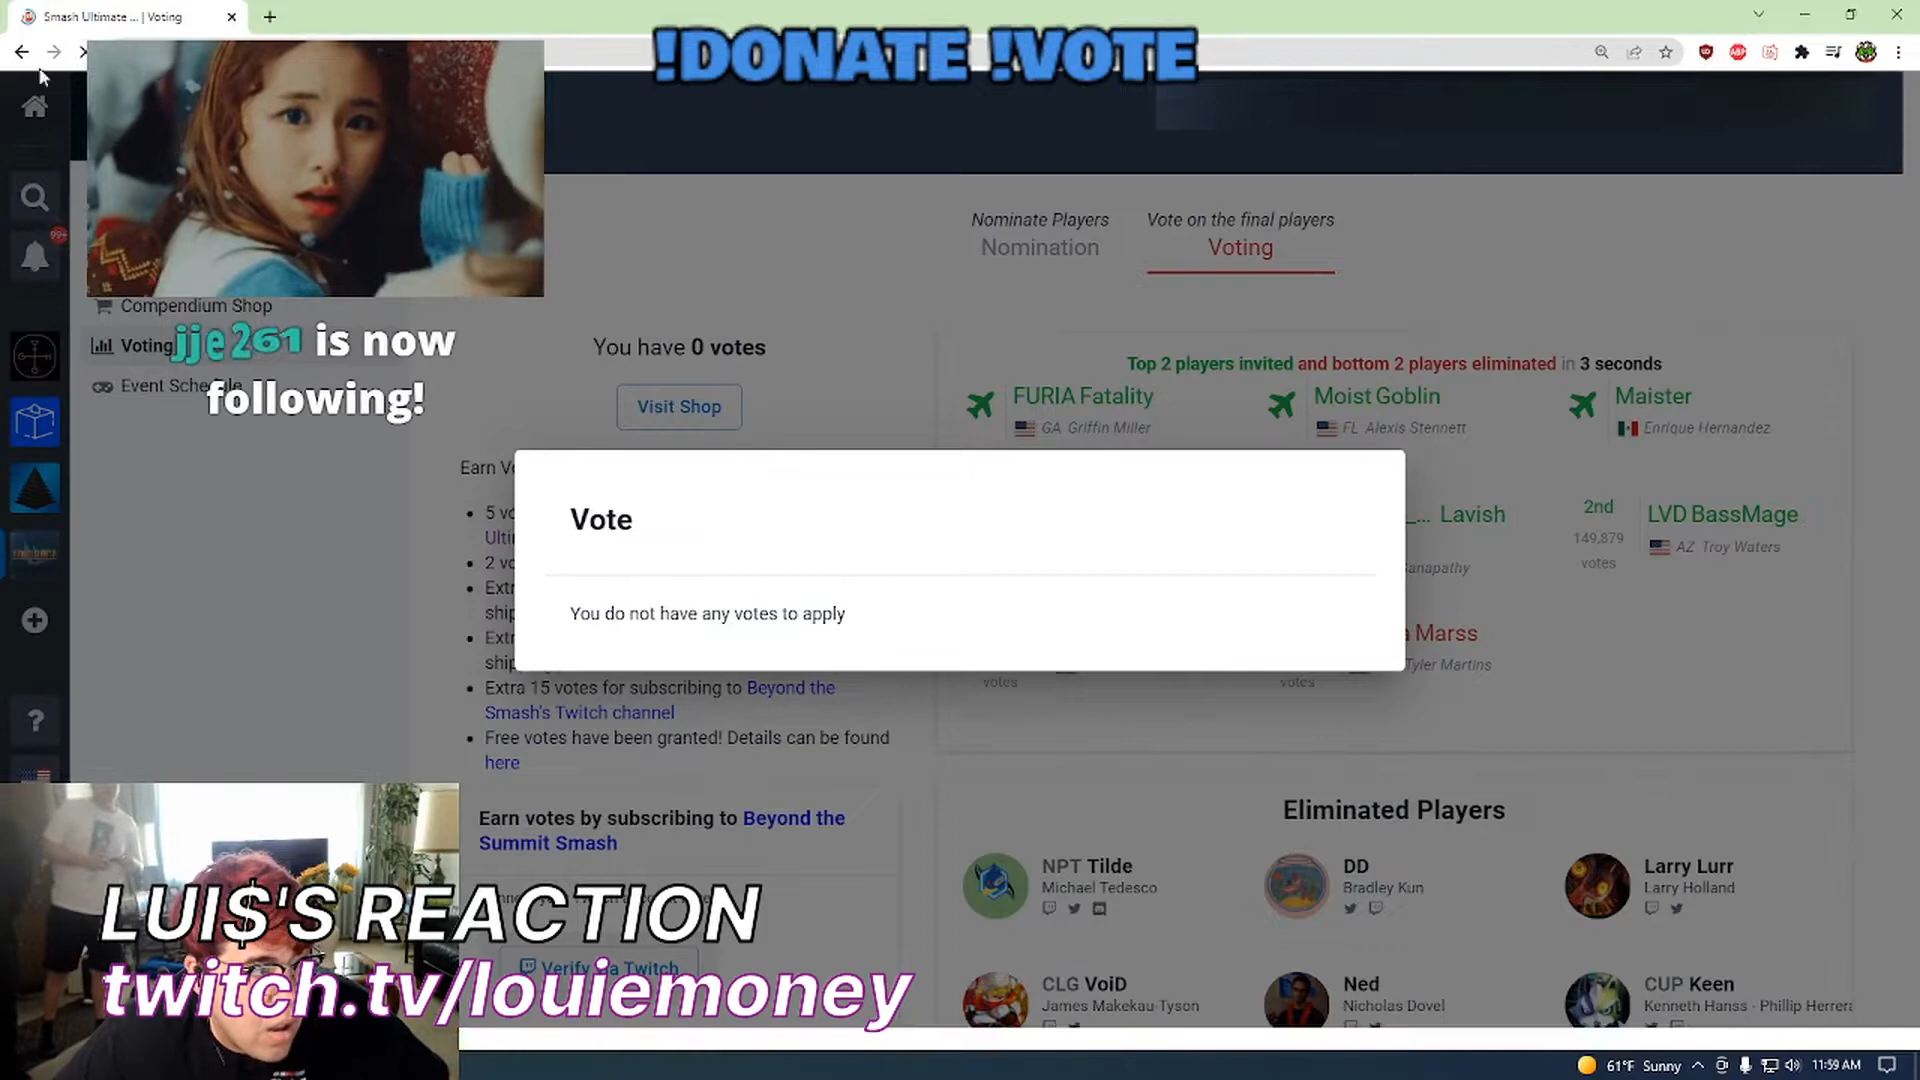 Smash Ultimate ... | Voting
!DONATE !VOTE
99+
Nominate Players
Nomination
Vote on the final players
Voting
Compendium Shop
Voting
Event Schedule
jje261 is now
following!
You have 0 votes
Visit Shop
Top 2 players invited and bottom 2 players eliminated in 3 seconds
FURIA Fatality
GA Griffin Miller
Moist Goblin
FL Alexis Stennett
Maister
Enrique Hernandez
... Lavish
2nd
149,879
votes
LVD BassMage
AZ Troy Waters
Marss
Tyler Martins
votes
votes
Vote
You do not have any votes to apply
Extra 15 votes for subscribing to Beyond the
Smash's Twitch channel
Free votes have been granted! Details can be found
here
Earn votes by subscribing to Beyond the
Summit Smash
Verify via Twitch
Eliminated Players
NPT Tilde
Michael Tedesco
DD
Bradley Kun
Larry Lurr
Larry Holland
CLG VoiD
James Makekau-Tyson
Ned
Nicholas Dovel
CUP Keen
Kenneth Hanss - Phillip Herrera
LUI$'S REACTION
twitch.tv/louiemoney
61°F Sunny
11:59 AM